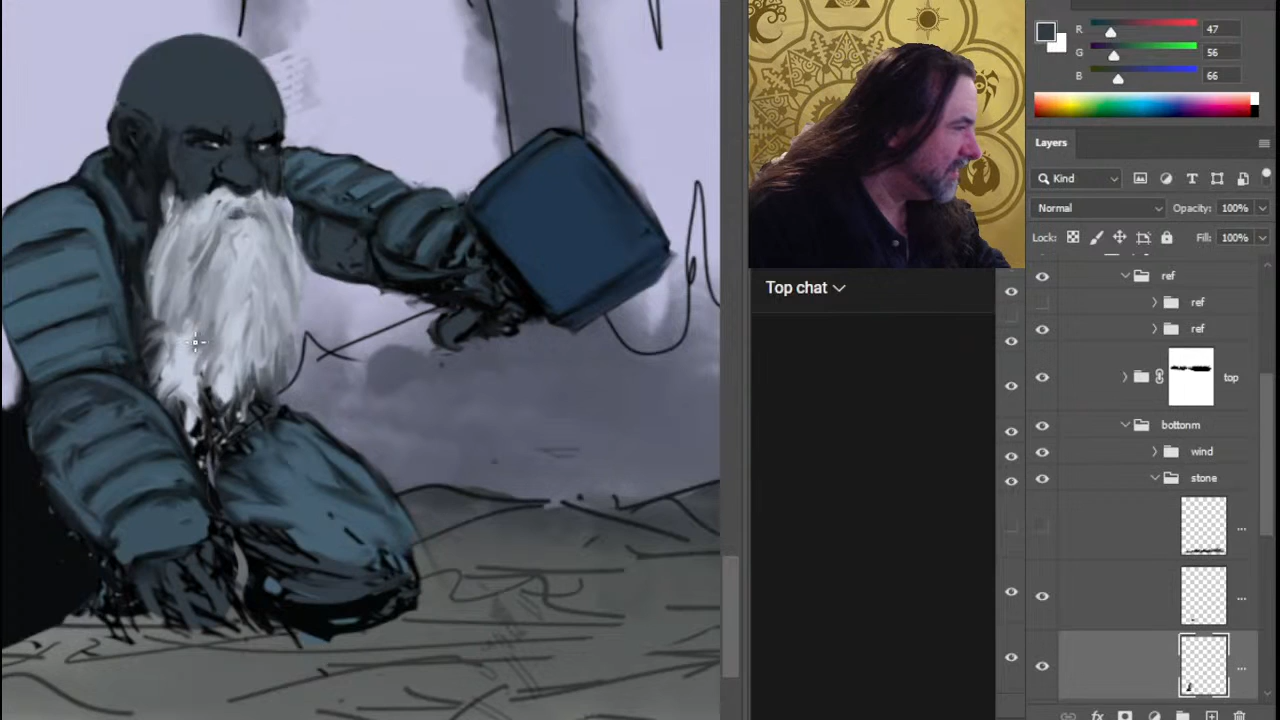 R 47
G 56
B 66
Layers
Kind
Normal Opacity: 100%
Lock: Fill: 100%
ref
ref
ref
top
bottonm
wind
stone
...
...
...
fx
Top chat